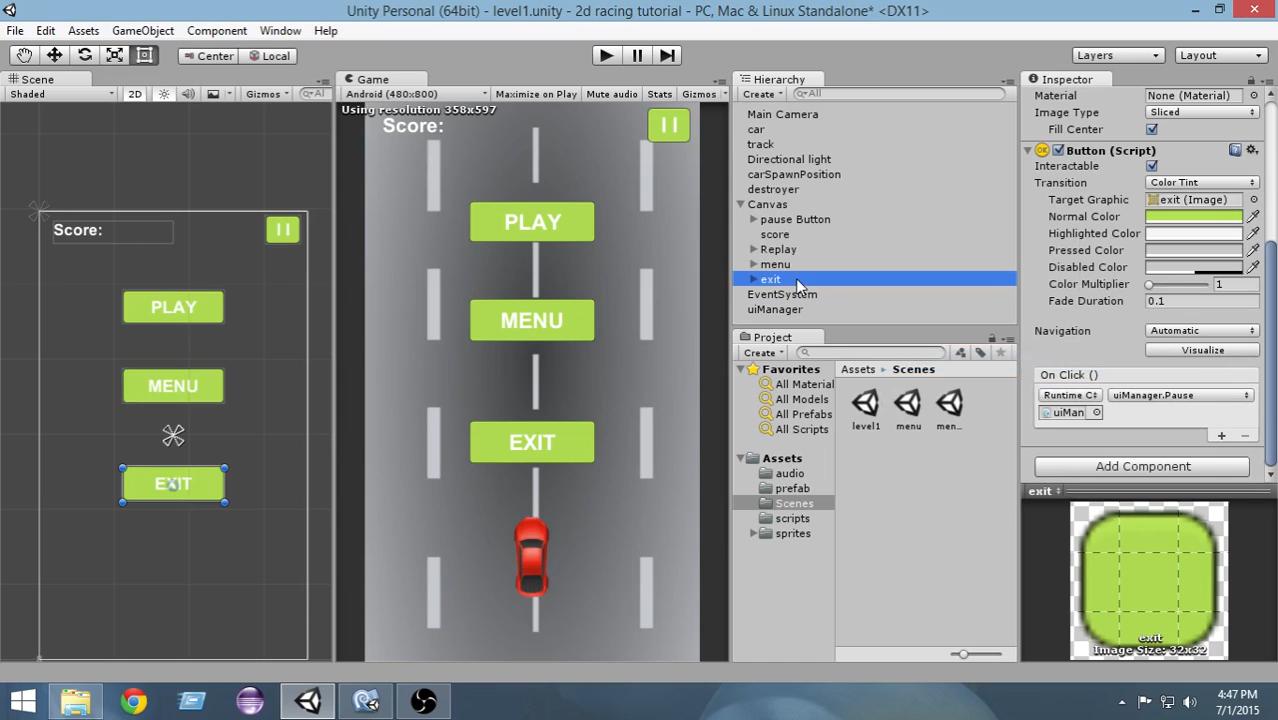 Unity Personal (64bit) - level1.unity - 2d racing tutorial - PC, Mac & Linux Standalone* <DX11>
File Edit Assets GameObject Component Window Help
Center Local Layers Layout
Scene
Shaded 2D Gizmos All
Score:
PLAY
MENU
EXIT
Game
Android (480x800) Maximize on Play Mute audio Stats Gizmos
Using resolution 358x597
Score:
PLAY
MENU
EXIT
Hierarchy
Create All
Main Camera
car
track
Directional light
carSpawnPosition
destroyer
Canvas
pause Button
score
Replay
menu
exit
EventSystem
uiManager
Project
Create
Favorites
All Material
All Models
All Prefabs
All Scripts
Assets
audio
prefab
Scenes
scripts
sprites
Assets Scenes
level1 menu men...
Inspector
Material None (Material)
Image Type Sliced
Fill Center
Button (Script)
Interactable
Transition Color Tint
Target Graphic exit (Image)
Normal Color
Highlighted Color
Pressed Color
Disabled Color
Color Multiplier 1
Fade Duration 0.1
Navigation Automatic
Visualize
On Click ()
Runtime C uiManager.Pause
uiMan
Add Component
exit
exit
Image Size: 32x32
4:47 PM
7/1/2015